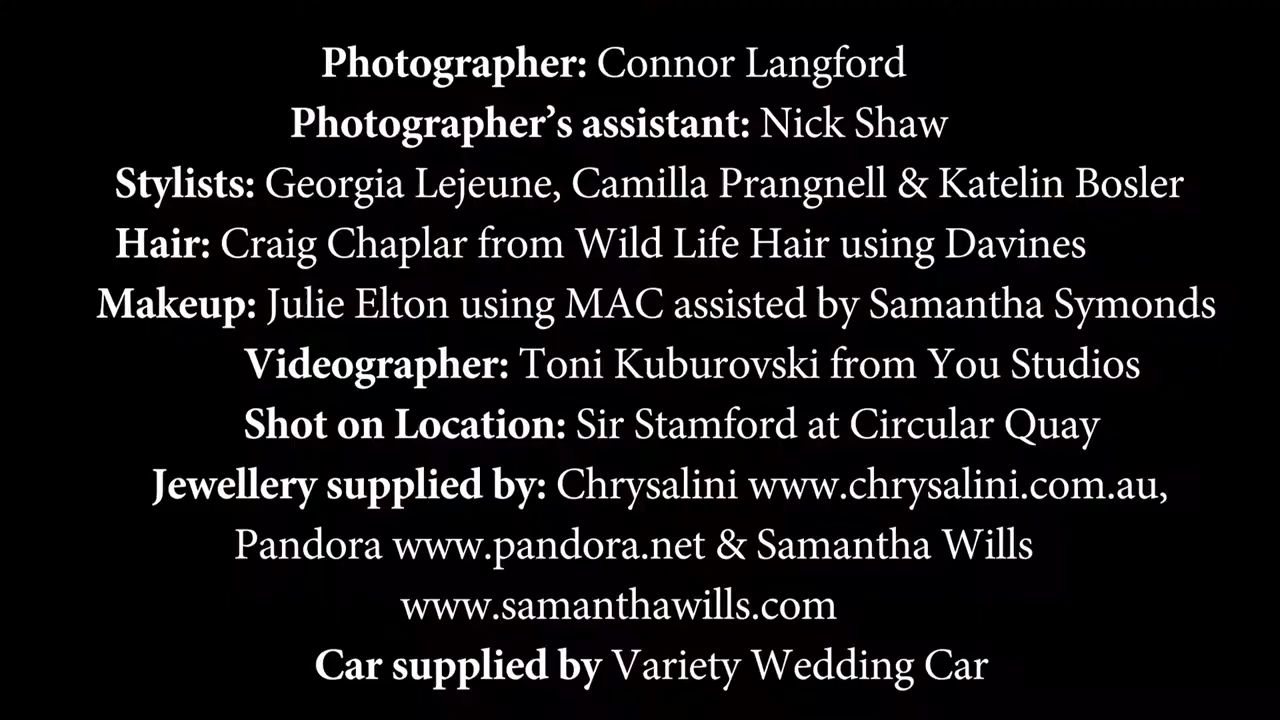 Photographer: Connor Langford
Photographer’s assistant: Nick Shaw
Stylists: Georgia Lejeune, Camilla Prangnell & Katelin Bosler
Hair: Craig Chaplar from Wild Life Hair using Davines
Makeup: Julie Elton using MAC assisted by Samantha Symonds
Videographer: Toni Kuburovski from You Studios
Shot on Location: Sir Stamford at Circular Quay
Jewellery supplied by: Chrysalini www.chrysalini.com.au,
Pandora www.pandora.net & Samantha Wills
www.samanthawills.com
Car supplied by Variety Wedding Car